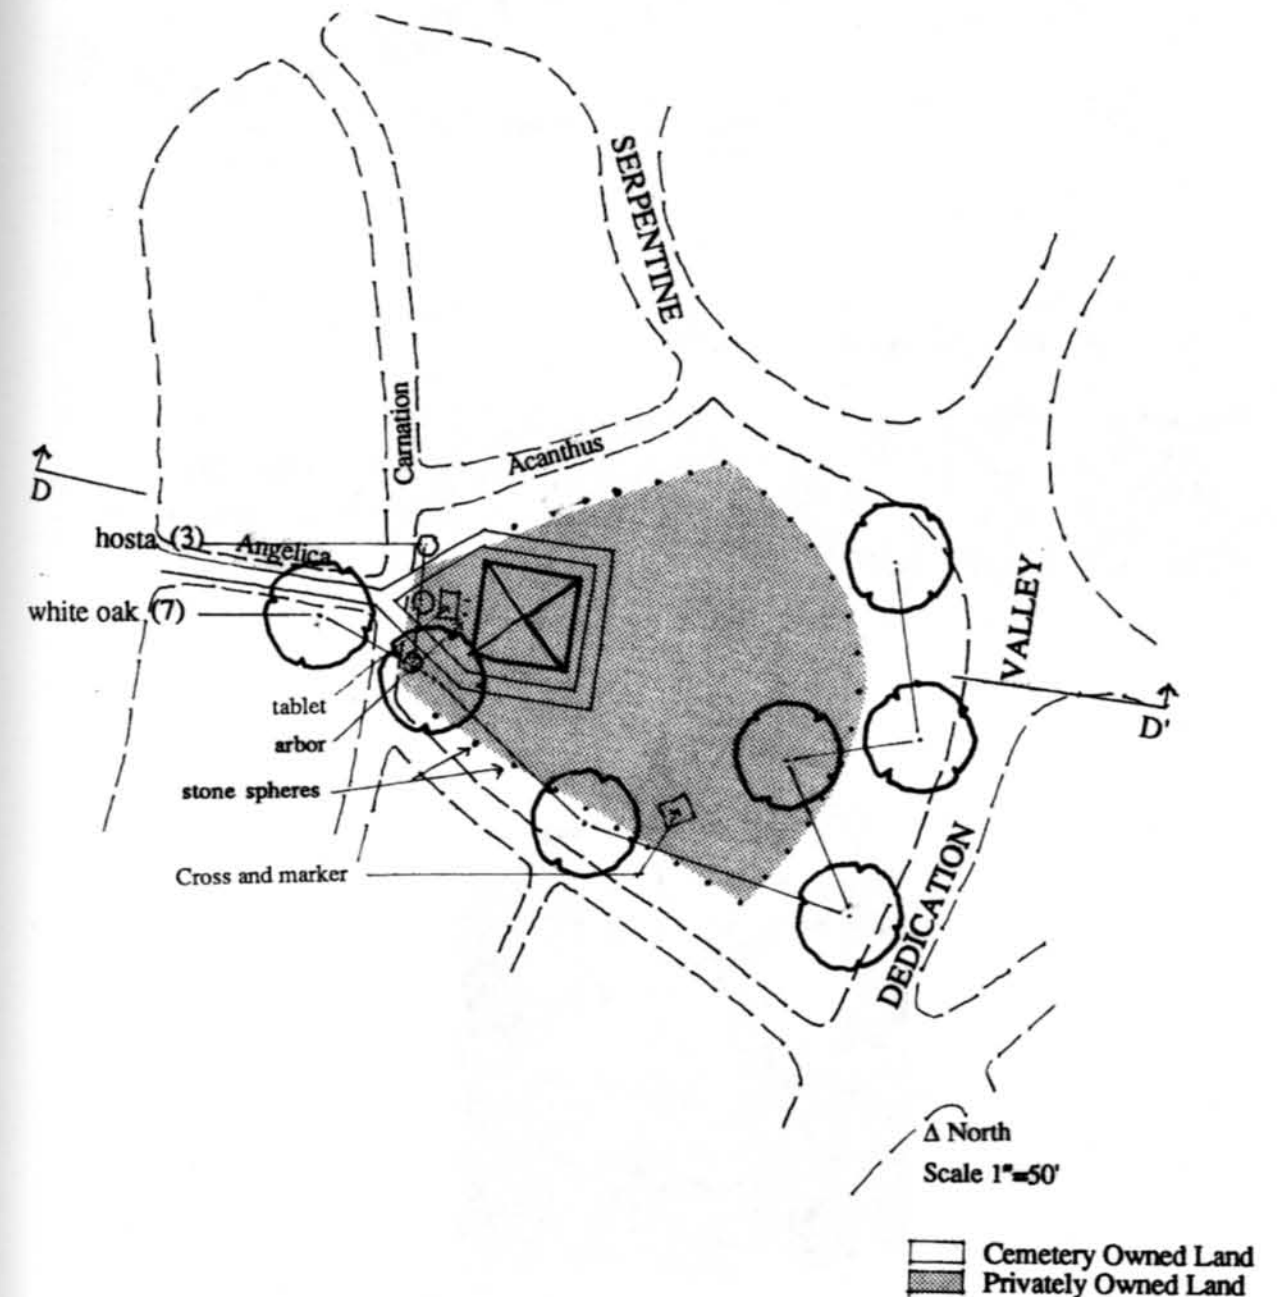 SERPENTINE
Carnation
Acanthus
D
hosta (3)
Angelica
white oak (7)
VALLEY
tablet
D'
arbor
stone spheres
Cross and marker
DEDICATION
Δ North
Scale 1"=50'
Cemetery Owned Land
Privately Owned Land